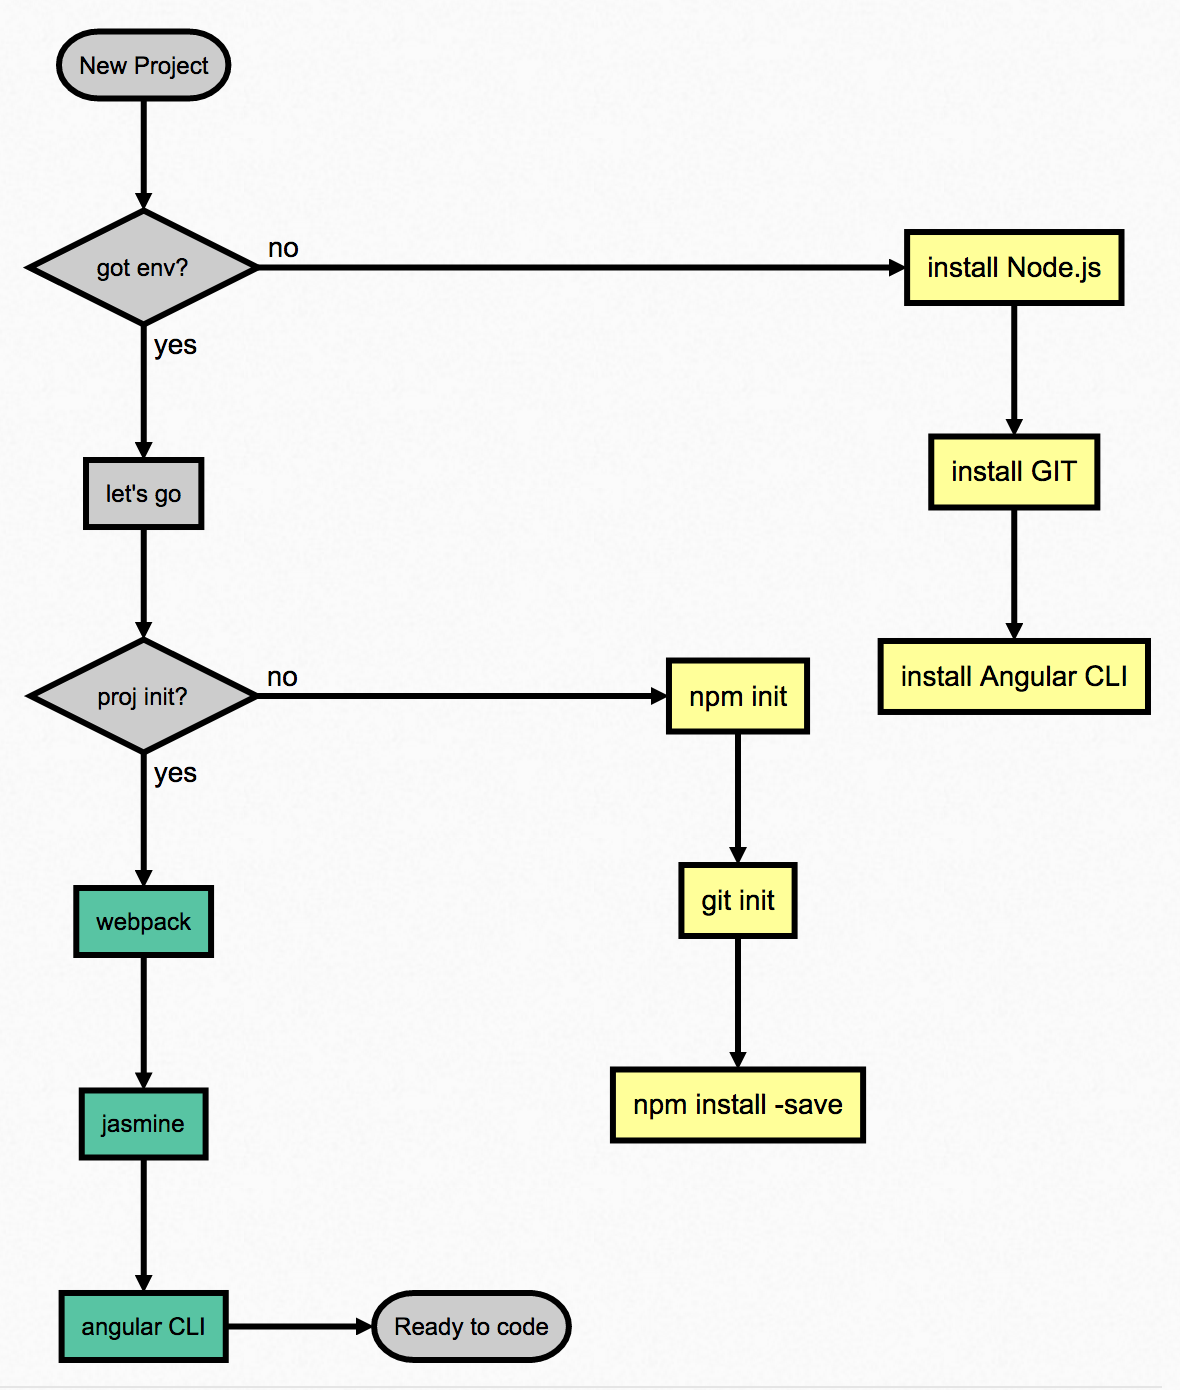 New Project
got env?
no
install Node.js
yes
install GIT
let's go
proj init?
no
npm init
install Angular CLI
yes
webpack
git init
jasmine
npm install -save
angular CLI
Ready to code